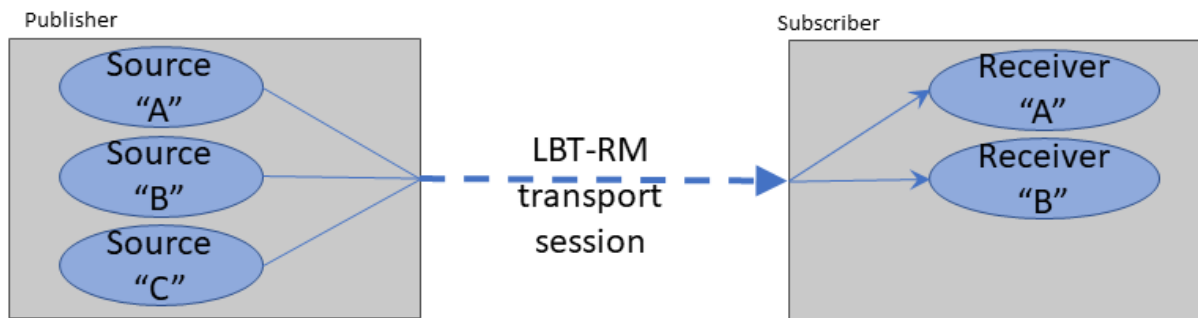 Publisher
Source
“A”
Source
“B”
Source
“C”
LBT-RM
transport
session
Subscriber
Receiver
“A”
Receiver
“B”